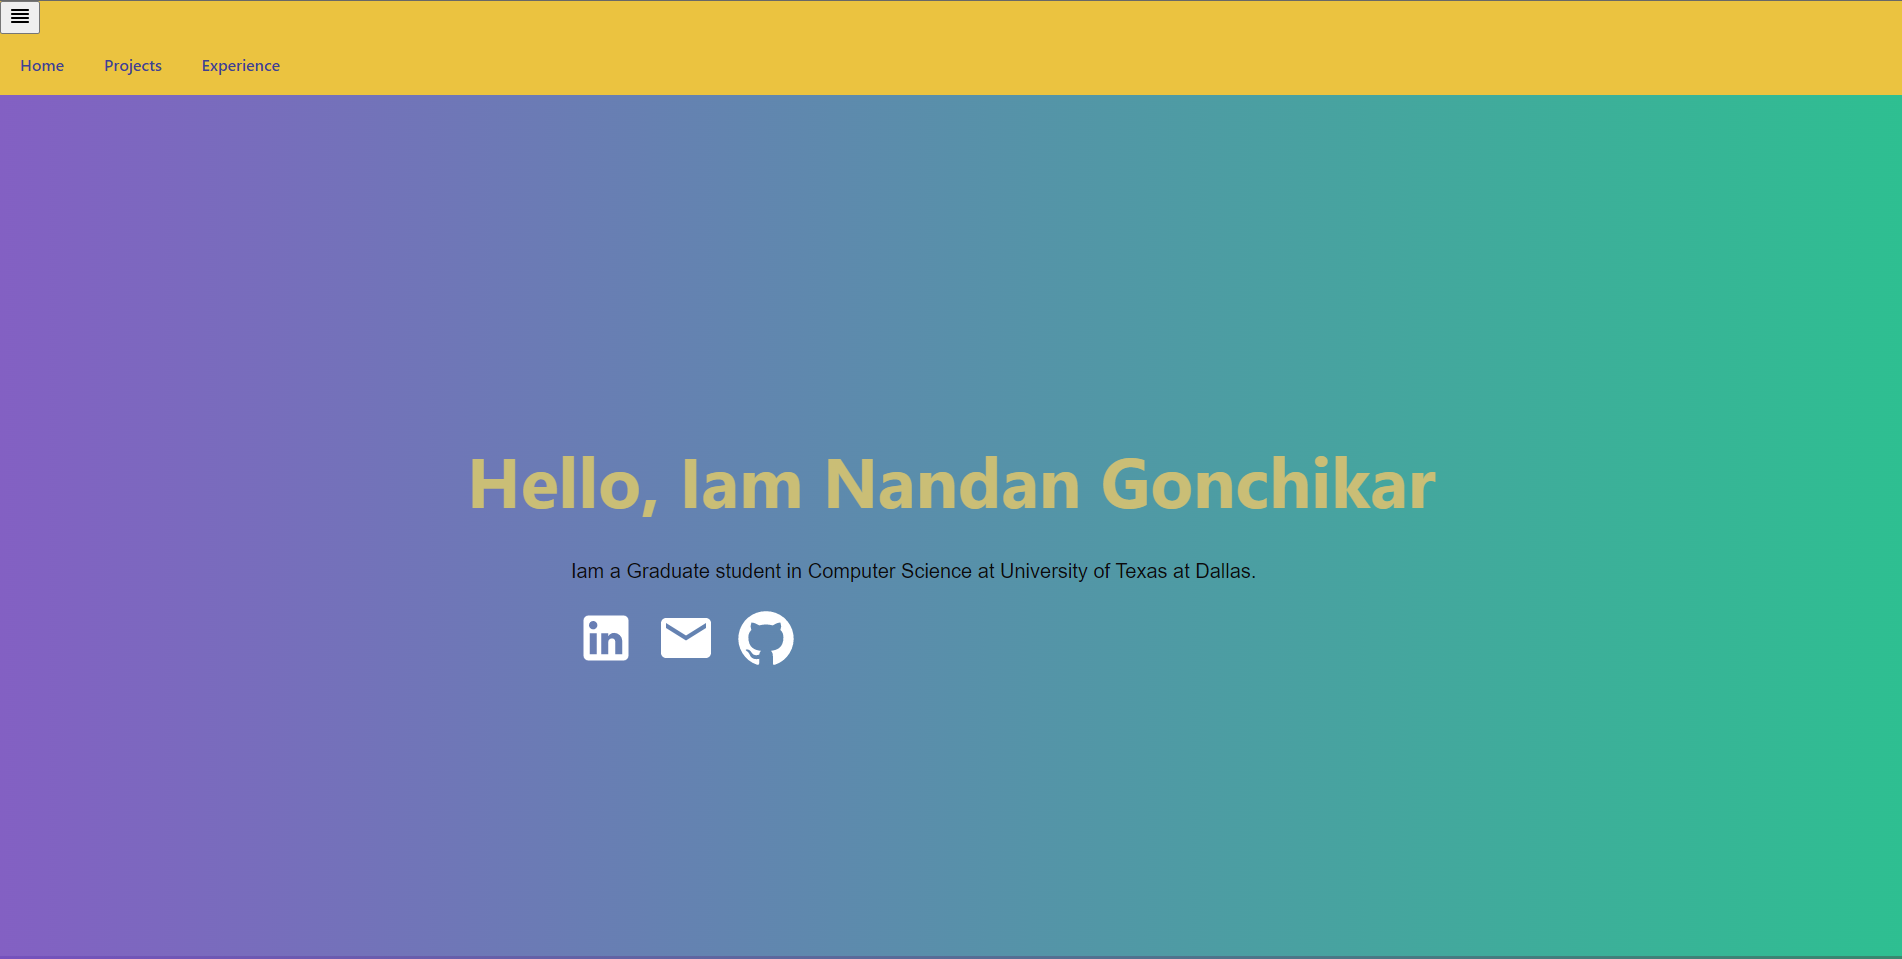 Home Projects Experience
Hello, Iam Nandan Gonchikar
Iam a Graduate student in Computer Science at University of Texas at Dallas.
in